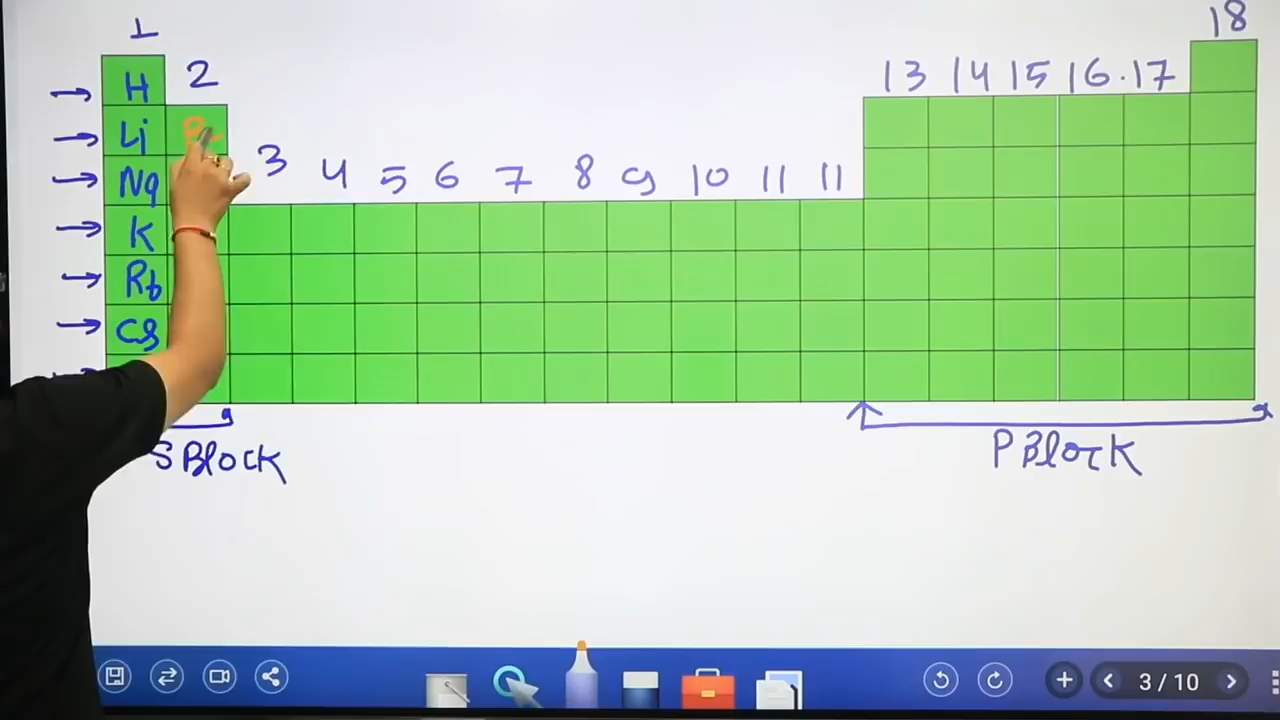 1
18
2
13 14 15 16.17
H
Li
3 4 5 6 7 8 9 10 11 11
Na
K
Rb
Cs
S Block
P Block
3 / 10